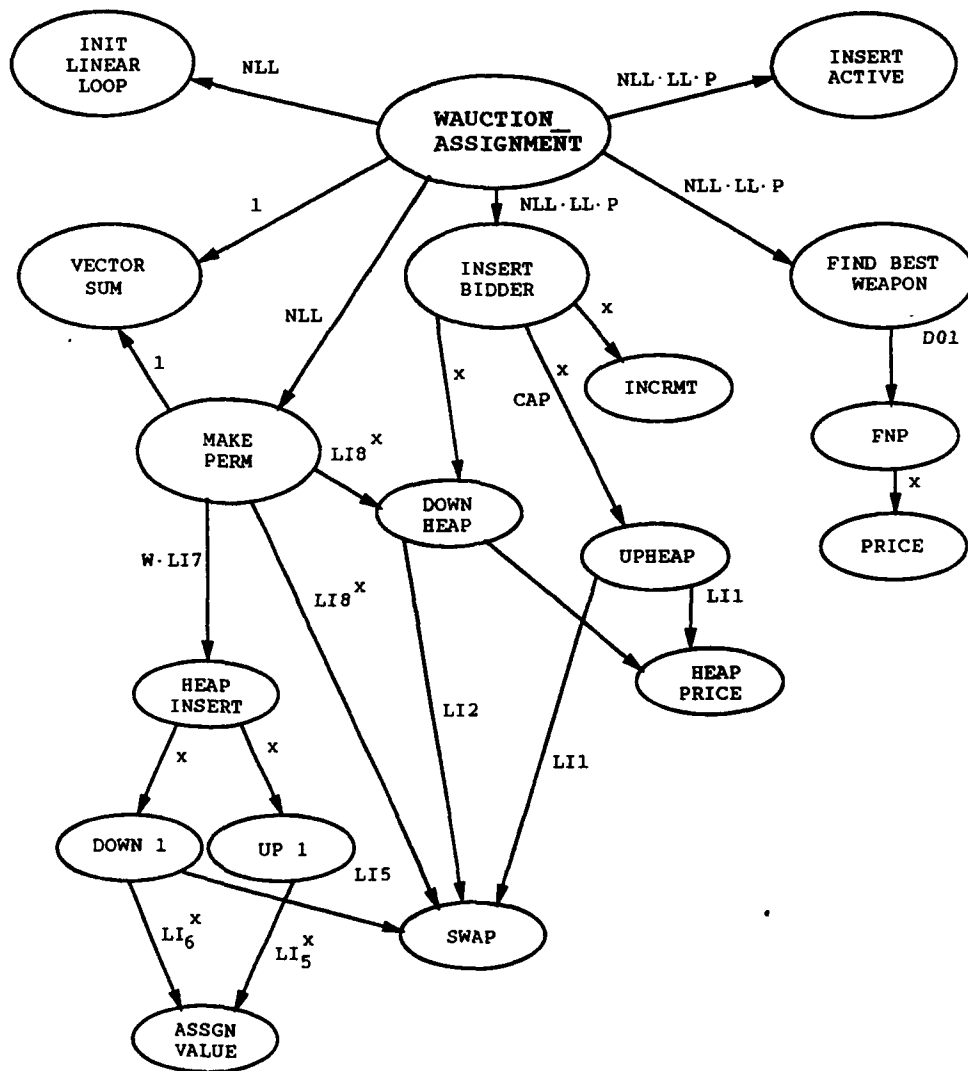 INIT
LINEAR
LOOP
NLL
WAUCTION_
ASSIGNMENT
NLL·LL·P
INSERT
ACTIVE
1
NLL·LL·P
NLL·LL·P
VECTOR
SUM
INSERT
BIDDER
FIND BEST
WEAPON
NLL
x
D01
1
x
x
CAP
INCRMT
MAKE
PERM
LI8^x
FNP
DOWN
HEAP
x
W·LI7
LI8^x
UPHEAP
PRICE
LI1
HEAP
INSERT
HEAP
PRICE
LI2
x
x
LI1
DOWN 1
UP 1
LI5
LI₆^x
LI₅^x
SWAP
ASSGN
VALUE